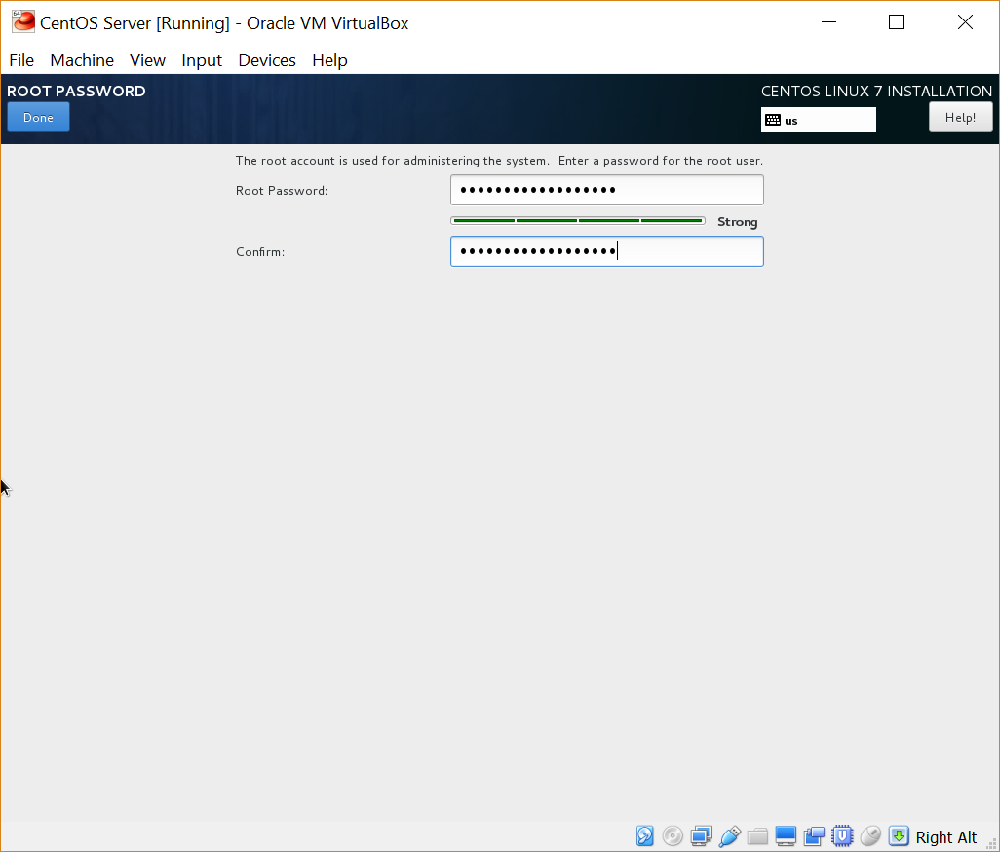 CentOS Server [Running] - Oracle VM VirtualBox
File Machine View Input Devices Help
ROOT PASSWORD
CENTOS LINUX 7 INSTALLATION
Done
us
Help!
The root account is used for administering the system.  Enter a password for the root user.
Root Password: ••••••••••••••••••
Strong
Confirm: ••••••••••••••••••
Right Alt